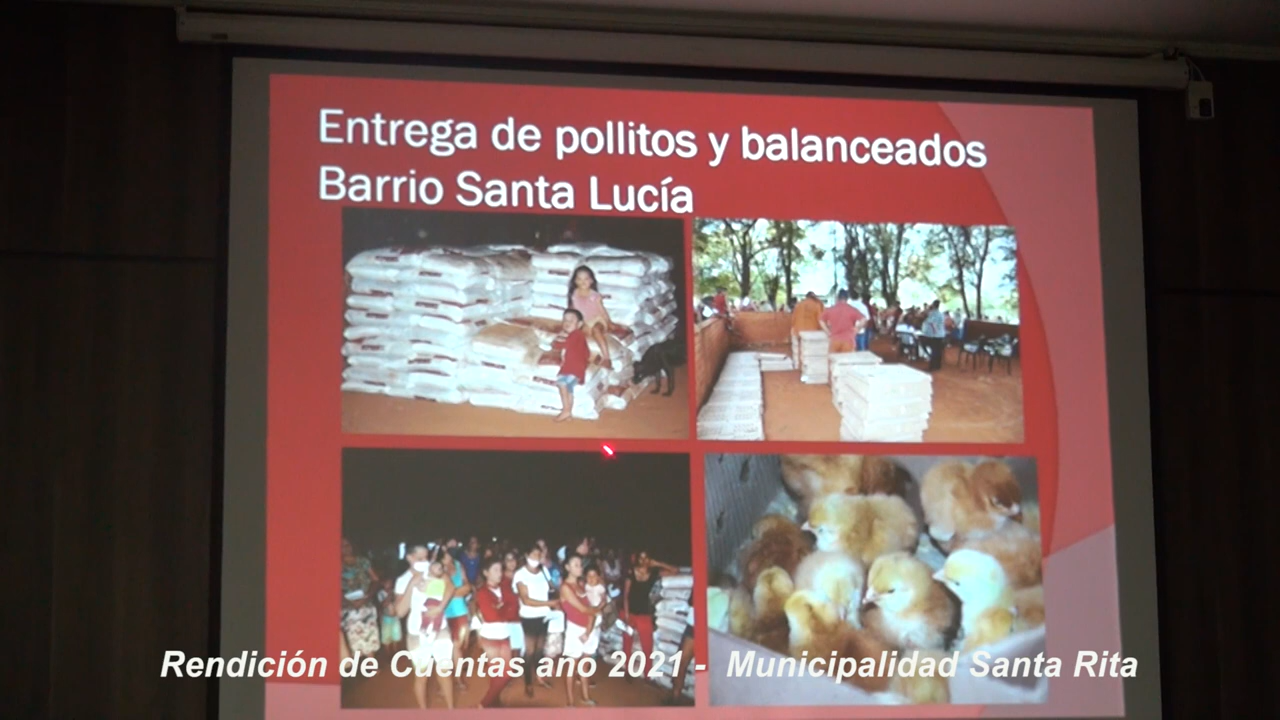 Entrega de pollitos y balanceados
Barrio Santa Lucía
Rendición de Cuentas año 2021 - Municipalidad Santa Rita